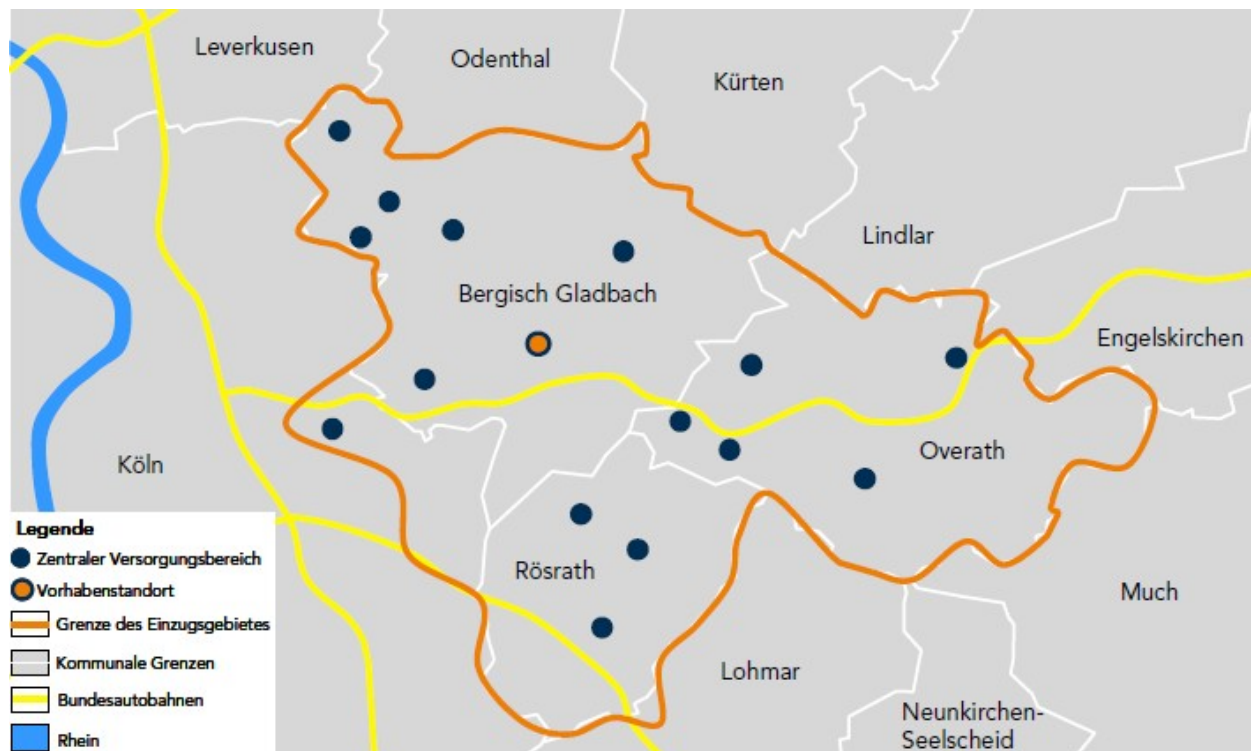 Leverkusen
Odenthal
Kürten
Lindlar
Bergisch Gladbach
Engelskirchen
Overath
Köln
Rösrath
Much
Lohmar
Neunkirchen-
Seelscheid
Legende
Zentraler Versorgungsbereich
Vorhabenstandort
Grenze des Einzugsgebietes
Kommunale Grenzen
Bundesautobahnen
Rhein